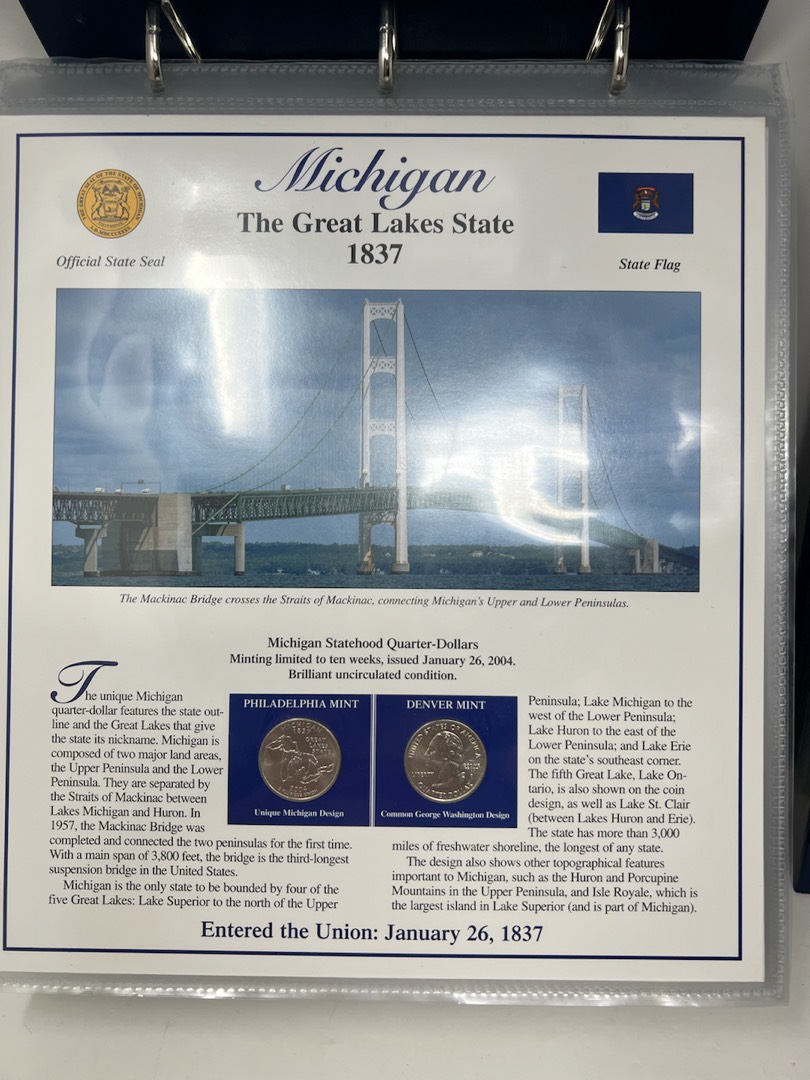 Michigan
The Great Lakes State
1837
Official State Seal
State Flag
The Mackinac Bridge crosses the Straits of Mackinac, connecting Michigan's Upper and Lower Peninsulas.
Michigan Statehood Quarter-Dollars
Minting limited to ten weeks, issued January 26, 2004.
Brilliant uncirculated condition.
The unique Michigan
quarter-dollar features the state out-
line and the Great Lakes that give
the state its nickname. Michigan is
composed of two major land areas,
the Upper Peninsula and the Lower
Peninsula. They are separated by
the Straits of Mackinac between
Lakes Michigan and Huron. In
1957, the Mackinac Bridge was
completed and connected the two peninsulas for the first time.
With a main span of 3,800 feet, the bridge is the third-longest
suspension bridge in the United States.
Michigan is the only state to be bounded by four of the
five Great Lakes: Lake Superior to the north of the Upper
PHILADELPHIA MINT
MICHIGAN
1837
GREAT
LAKES
STATE
2004
Unique Michigan Design
DENVER MINT
UNITED STATES OF AMERICA
LIBERTY
QUARTER DOLLAR
Common George Washington Design
Peninsula; Lake Michigan to the
west of the Lower Peninsula;
Lake Huron to the east of the
Lower Peninsula; and Lake Erie
on the state's southeast corner.
The fifth Great Lake, Lake On-
tario, is also shown on the coin
design, as well as Lake St. Clair
(between Lakes Huron and Erie).
The state has more than 3,000
miles of freshwater shoreline, the longest of any state.
The design also shows other topographical features
important to Michigan, such as the Huron and Porcupine
Mountains in the Upper Peninsula, and Isle Royale, which is
the largest island in Lake Superior (and is part of Michigan).
Entered the Union: January 26, 1837